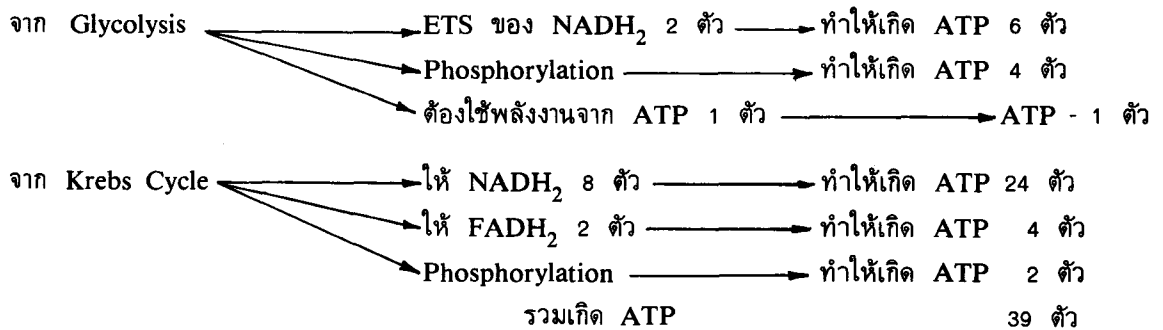 จาก Glycolysis ETS ของ NADH₂ 2 ตัว ทำให้เกิด ATP 6 ตัว
Phosphorylation ทำให้เกิด ATP 4 ตัว
ต้องใช้พลังงานจาก ATP 1 ตัว ATP - 1 ตัว
จาก Krebs Cycle ให้ NADH₂ 8 ตัว ทำให้เกิด ATP 24 ตัว
ให้ FADH₂ 2 ตัว ทำให้เกิด ATP 4 ตัว
Phosphorylation ทำให้เกิด ATP 2 ตัว
รวมเกิด ATP 39 ตัว